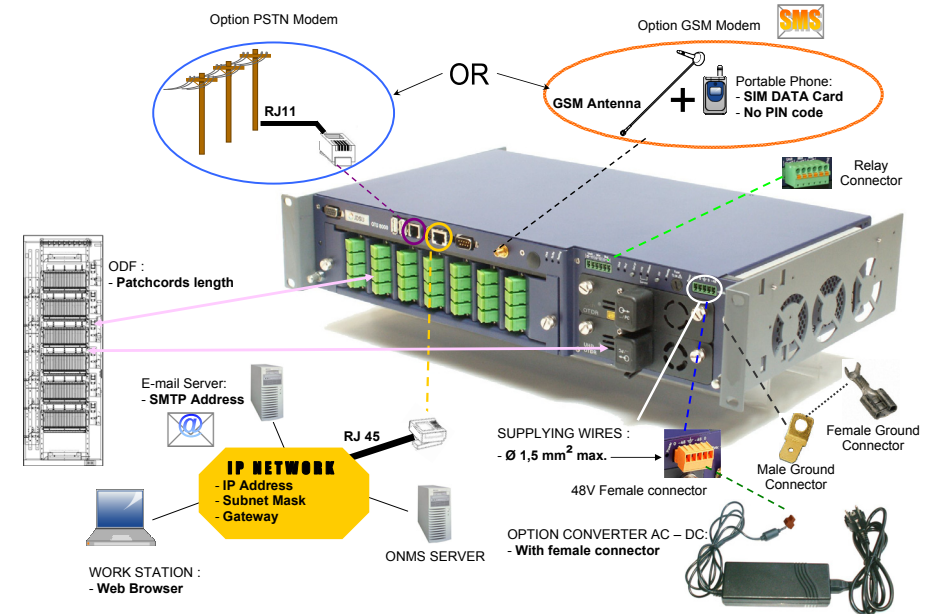 Option PSTN Modem
Option GSM Modem
SMS
OR
RJ11
GSM Antenna
+
Portable Phone:
- SIM DATA Card
- No PIN code
Relay
Connector
ODF :
- Patchcords length
OTDR
E-mail Server:
- SMTP Address
@
RJ 45
IP NETWORK
- IP Address
- Subnet Mask
- Gateway
ONMS SERVER
WORK STATION :
- Web Browser
SUPPLYING WIRES :
- Ø 1,5 mm² max.
48V Female connector
Male Ground
Connector
Female Ground
Connector
OPTION CONVERTER AC – DC:
- With female connector